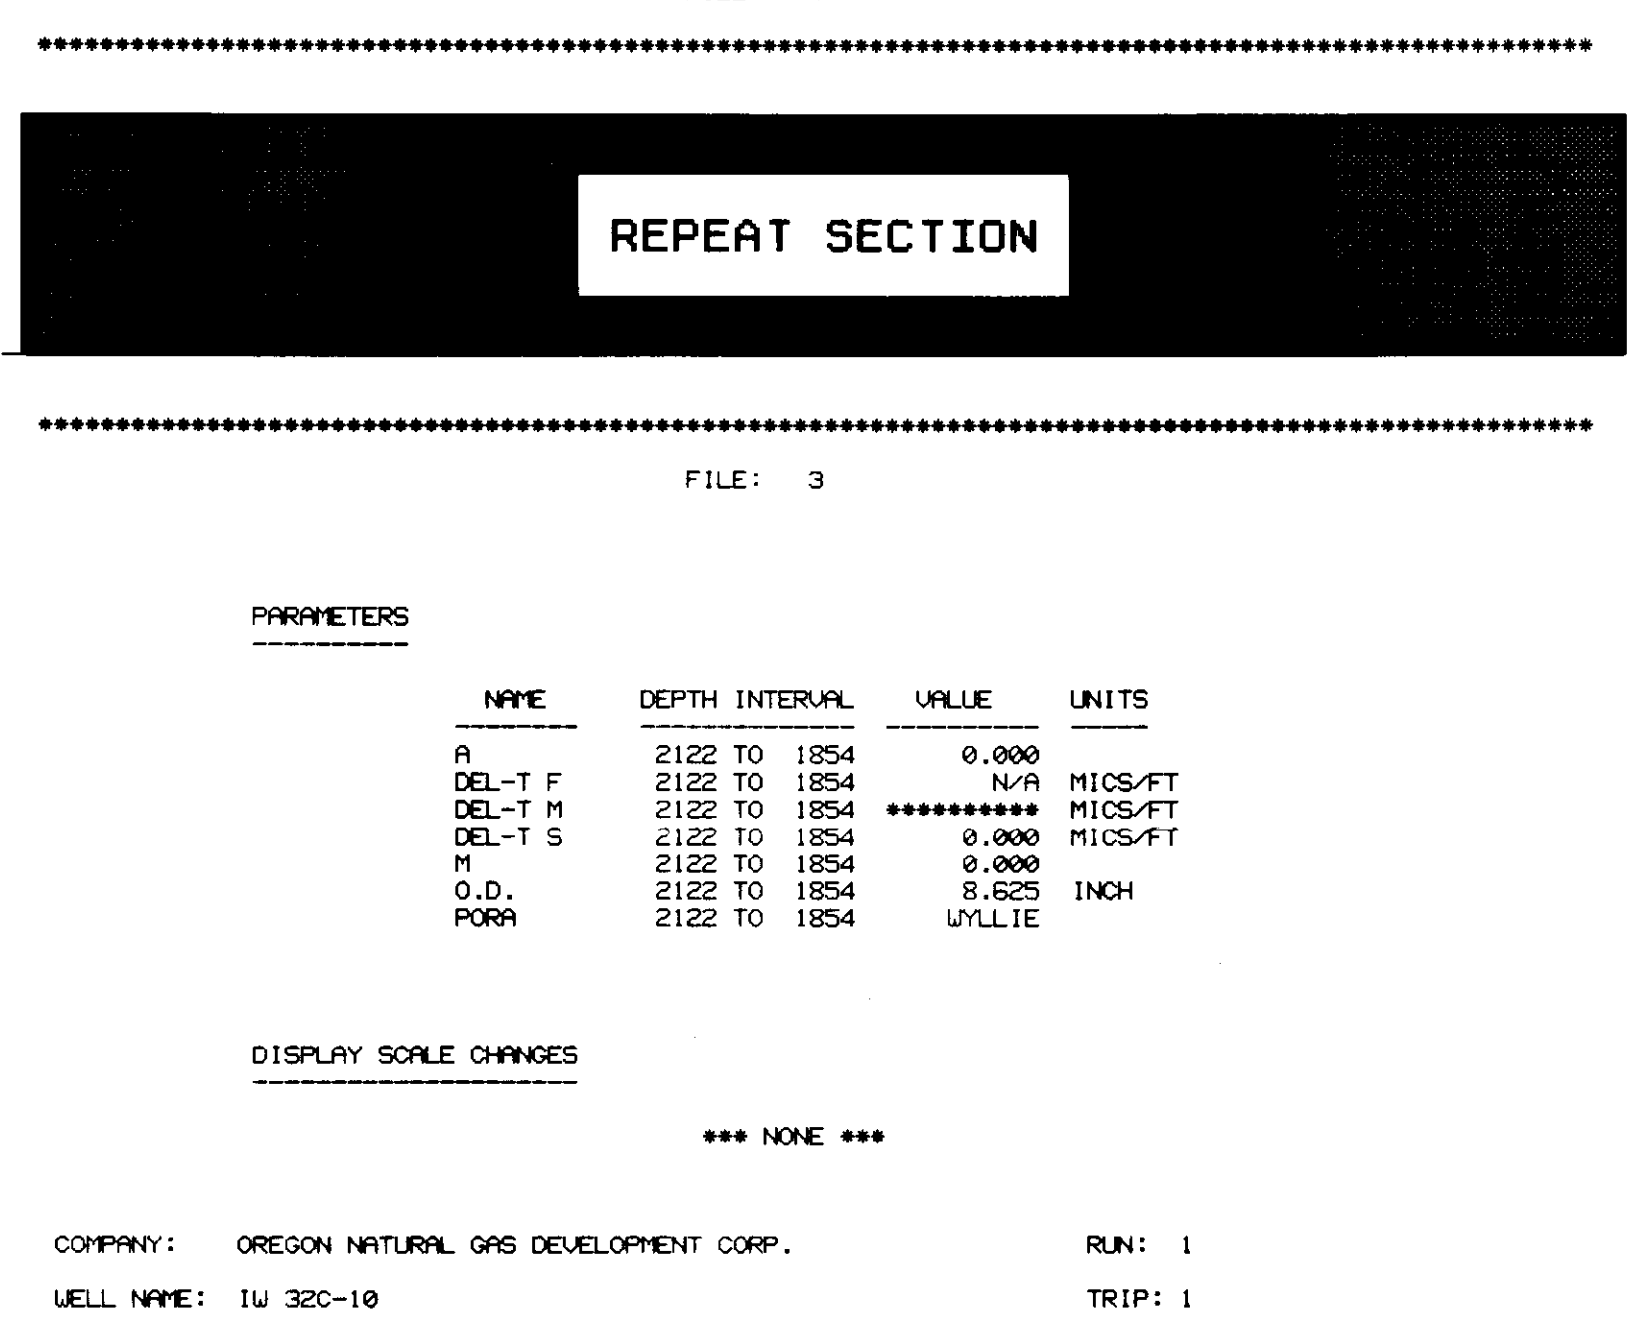 ****************************************************************************************************
REPEAT SECTION
****************************************************************************************************
FILE: 3
PARAMETERS
----------
NAME DEPTH INTERVAL VALUE UNITS
-------- -------------- ---------- -----
A 2122 TO 1854 0.000
DEL-T F 2122 TO 1854 N/A MICS/FT
DEL-T M 2122 TO 1854 ********** MICS/FT
DEL-T S 2122 TO 1854 0.000 MICS/FT
M 2122 TO 1854 0.000
O.D. 2122 TO 1854 8.625 INCH
PORA 2122 TO 1854 WYLLIE
DISPLAY SCALE CHANGES
---------------------
*** NONE ***
COMPANY: OREGON NATURAL GAS DEVELOPMENT CORP. RUN: 1
WELL NAME: IW 32C-10 TRIP: 1